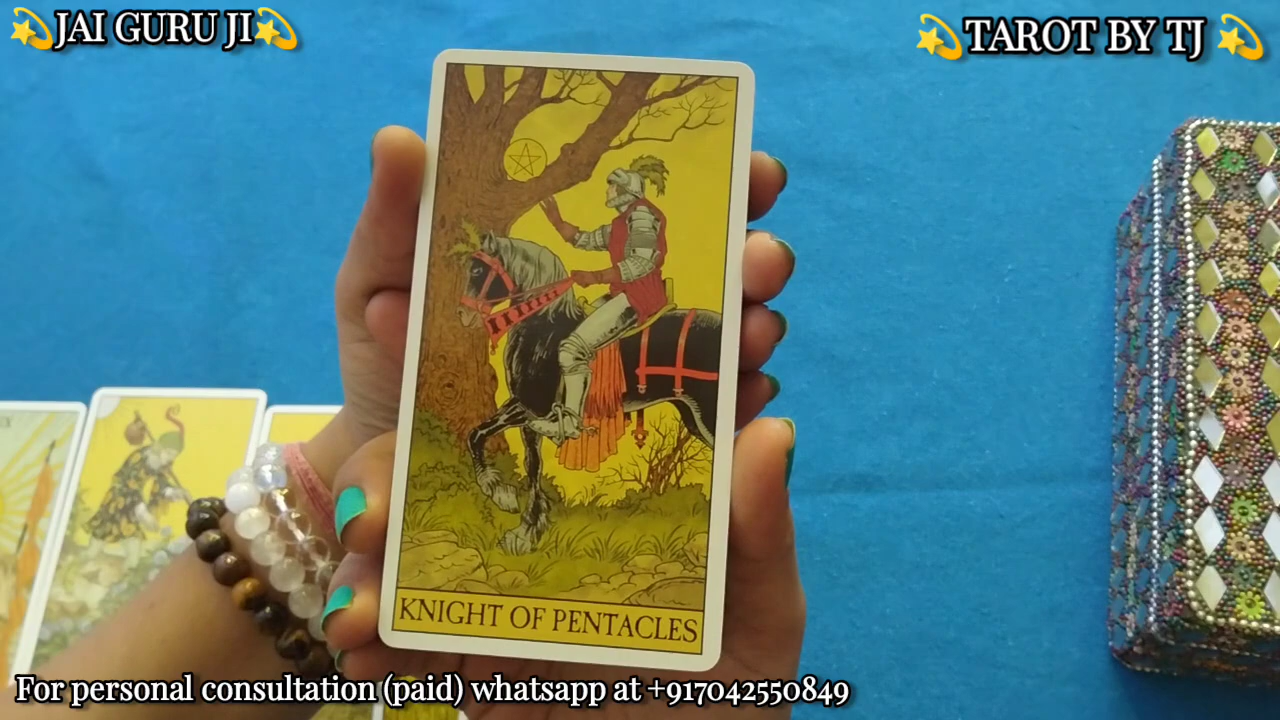 💫JAI GURU JI💫
💫TAROT BY TJ 💫
KNIGHT OF PENTACLES
For personal consultation (paid) whatsapp at +917042550849